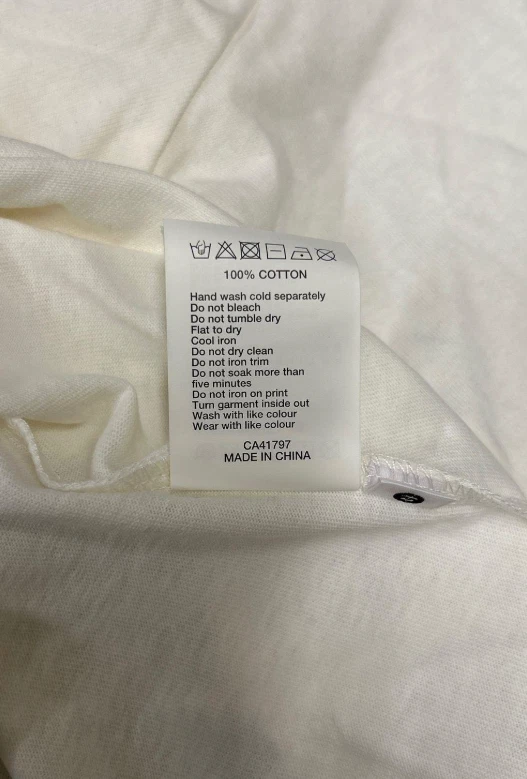 100% COTTON
Hand wash cold separately
Do not bleach
Do not tumble dry
Flat to dry
Cool iron
Do not dry clean
Do not iron trim
Do not soak more than
five minutes
Do not iron on print
Turn garment inside out
Wash with like colour
Wear with like colour
CA41797
MADE IN CHINA